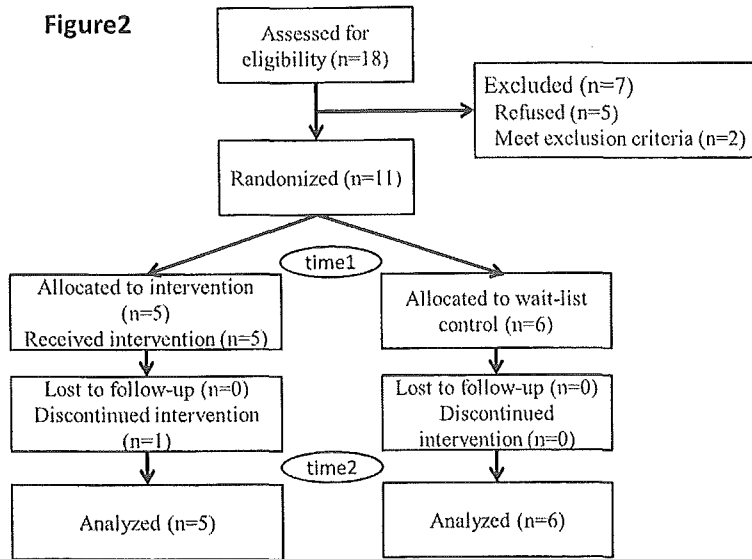 Figure2
Assessed for
eligibility (n=18)
Excluded (n=7)
Refused (n=5)
Meet exclusion criteria (n=2)
Randomized (n=11)
time1
Allocated to intervention
(n=5)
Received intervention (n=5)
Allocated to wait-list
control (n=6)
Lost to follow-up (n=0)
Discontinued intervention
(n=1)
Lost to follow-up (n=0)
Discontinued
intervention (n=0)
time2
Analyzed (n=5)
Analyzed (n=6)